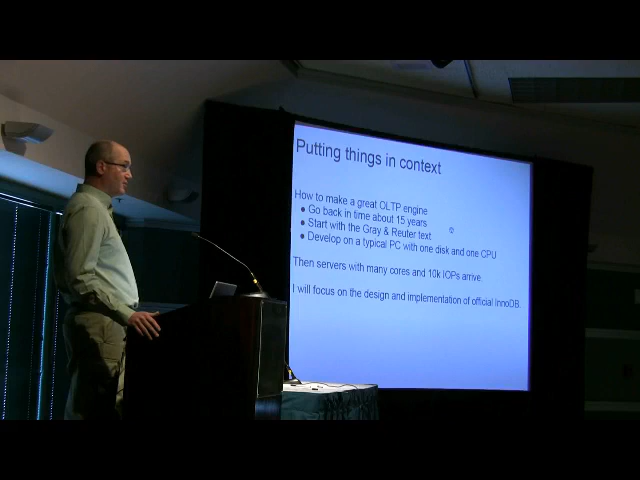 Putting things in context
How to make a great OLTP engine
● Go back in time about 15 years
● Start with the Gray & Reuter text
● Develop on a typical PC with one disk and one CPU
Then servers with many cores and 10k IOPs arrive
I will focus on the design and implementation of official InnoDB.